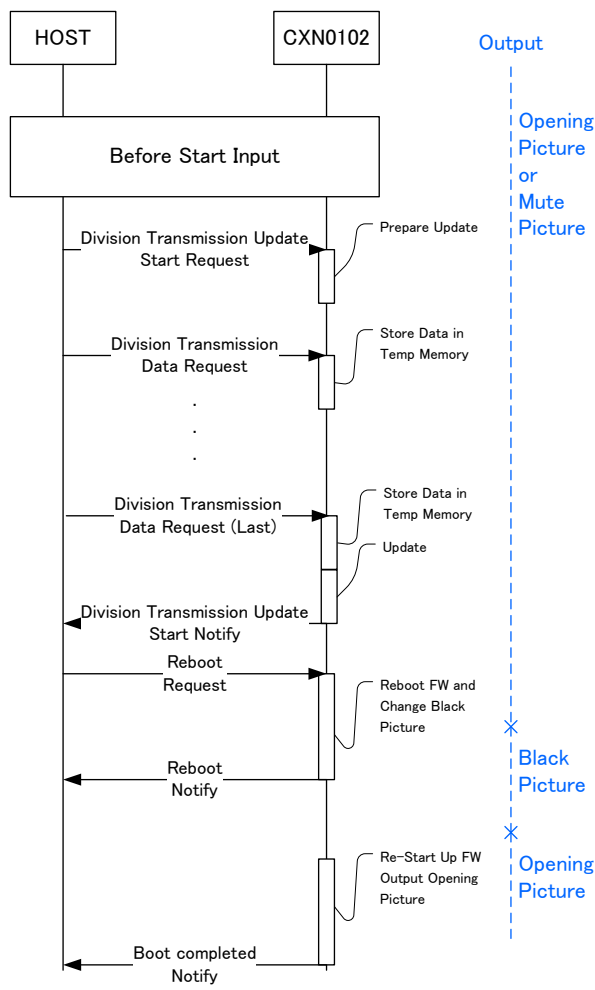 HOST
CXN0102
Output
Opening
Picture
or
Mute
Picture
Before Start Input
Division Transmission Update
Start Request
Prepare Update
Division Transmission
Data Request
Store Data in
Temp Memory
.
.
.
Division Transmission
Data Request (Last)
Store Data in
Temp Memory
Update
Division Transmission Update
Start Notify
Reboot
Request
Reboot FW and
Change Black
Picture
Black
Picture
Reboot
Notify
Re-Start Up FW
Output Opening
Picture
Opening
Picture
Boot completed
Notify